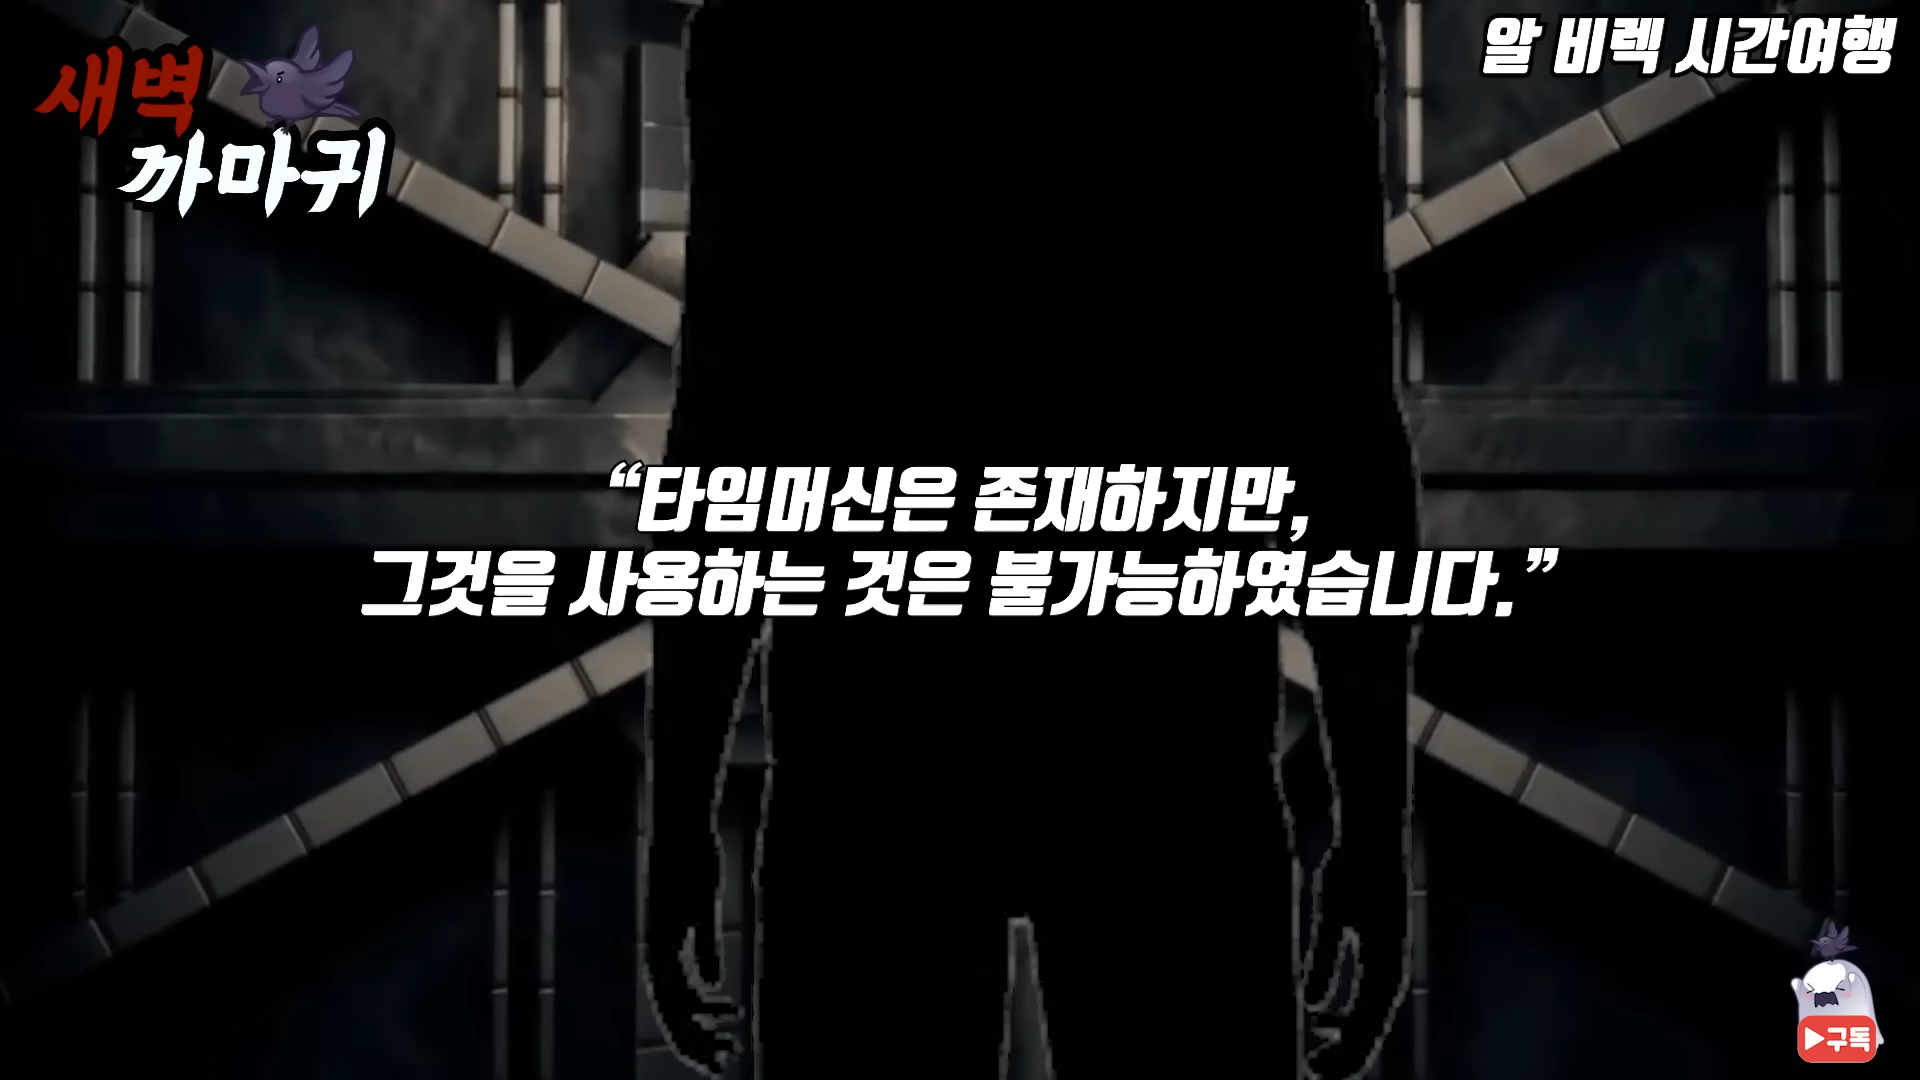 새벽
까마귀
알 비렉 시간여행
“타임머신은 존재하지만,
그것을 사용하는 것은 불가능하였습니다.”
구독